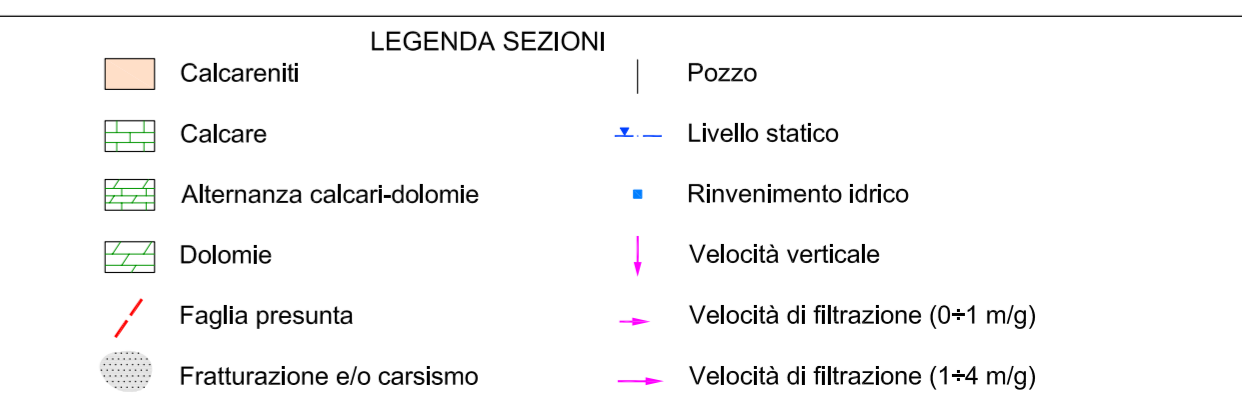 LEGENDA SEZIONI
Calcareniti
Calcare
Alternanza calcari-dolomie
Dolomie
Faglia presunta
Fratturazione e/o carsismo
Pozzo
Livello statico
Rinvenimento idrico
Velocità verticale
Velocità di filtrazione (0÷1 m/g)
Velocità di filtrazione (1÷4 m/g)